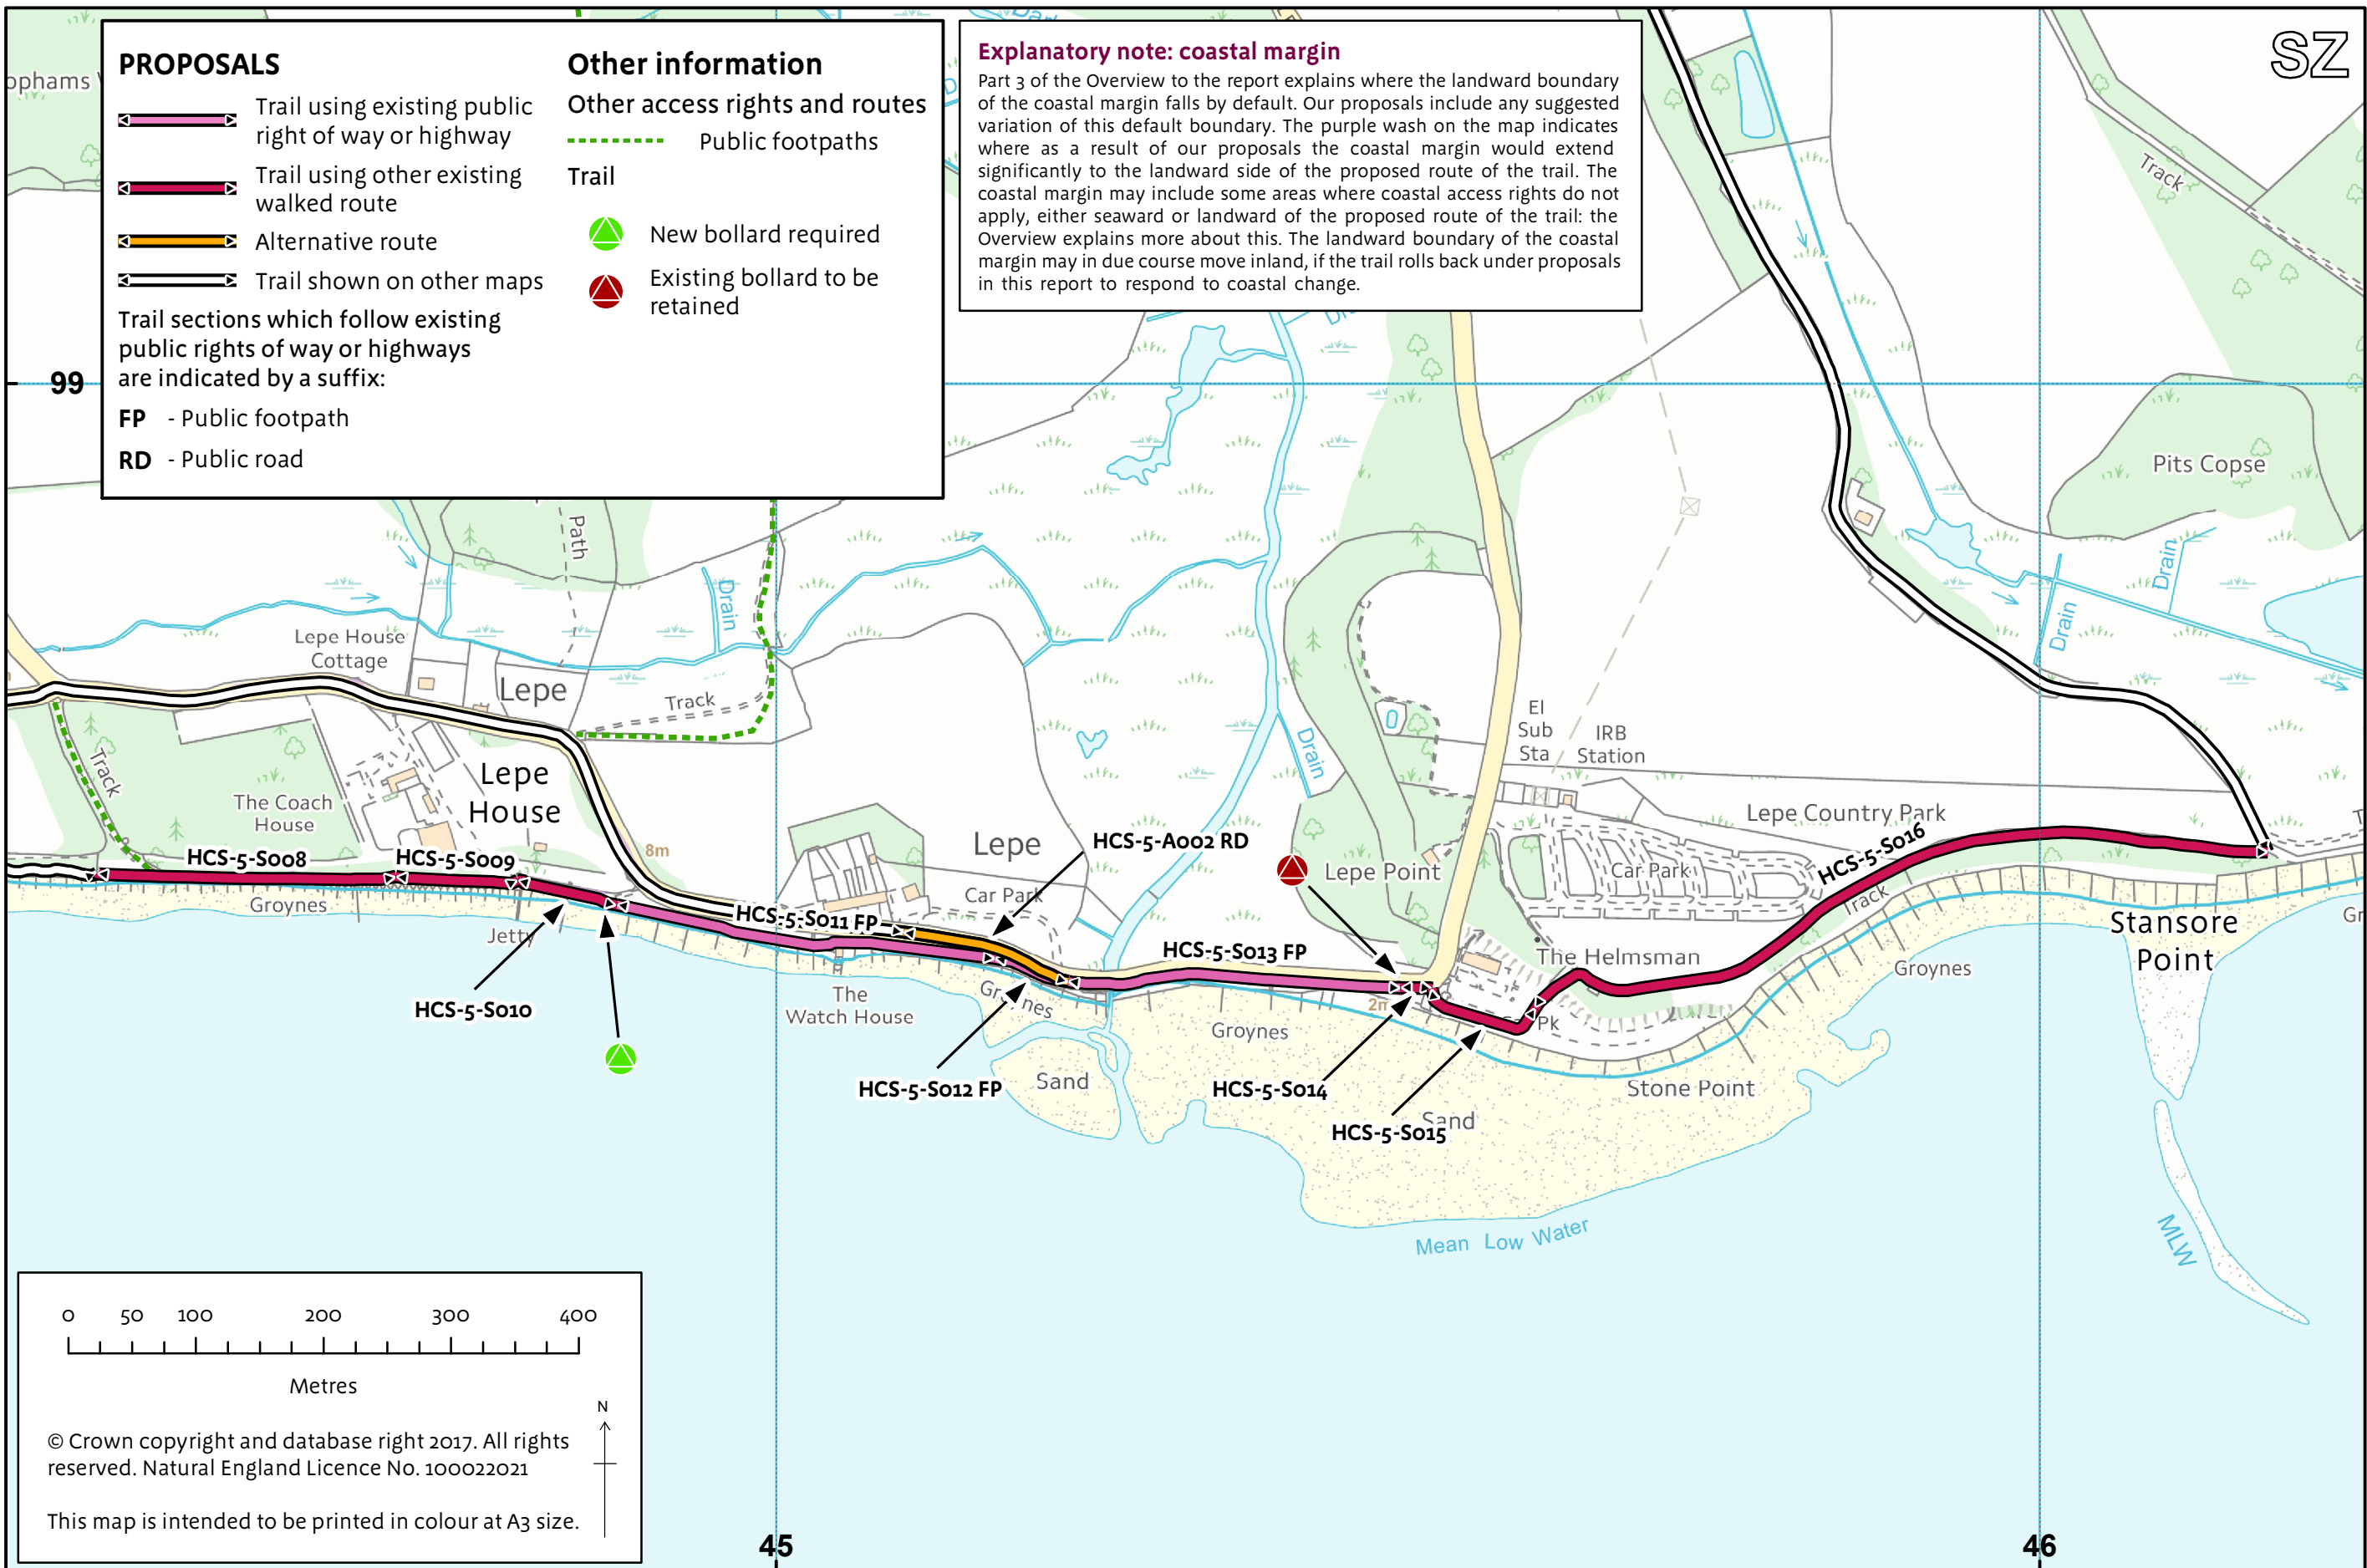 PROPOSALS
Trail using existing public
right of way or highway
Trail using other existing
walked route
Alternative route
Trail shown on other maps
Trail sections which follow existing
public rights of way or highways
are indicated by a suffix:
FP - Public footpath
RD - Public road
Other information
Other access rights and routes
Public footpaths
Trail
New bollard required
Existing bollard to be
retained
Explanatory note: coastal margin
Part 3 of the Overview to the report explains where the landward boundary
of the coastal margin falls by default. Our proposals include any suggested
variation of this default boundary. The purple wash on the map indicates
where as a result of our proposals the coastal margin would extend
significantly to the landward side of the proposed route of the trail. The
coastal margin may include some areas where coastal access rights do not
apply, either seaward or landward of the proposed route of the trail: the
Overview explains more about this. The landward boundary of the coastal
margin may in due course move inland, if the trail rolls back under proposals
in this report to respond to coastal change.
SZ
Track
99
Pits Copse
Path
Drain
Drain
Drain
Lepe House
Cottage
Lepe
Track
El
Sub
Sta
IRB
Station
Drain
Track
Lepe
House
The Coach
House
Lepe Country Park
8m
Lepe
HCS-5-A002 RD
HCS-5-S016
HCS-5-S008
HCS-5-S009
Lepe Point
Car Park
Car Park
Track
Groynes
HCS-5-S011 FP
Stansore
Point
Jetty
HCS-5-S013 FP
The Helmsman
Groynes
The
Watch House
Groynes
2m
HCS-5-S010
Groynes
Pk
HCS-5-S012 FP
Sand
HCS-5-S014
Stone Point
HCS-5-S015
Sand
Mean Low Water
MLW
0 50 100 200 300 400
Metres
N
© Crown copyright and database right 2017. All rights
reserved. Natural England Licence No. 100022021
This map is intended to be printed in colour at A3 size.
45
46